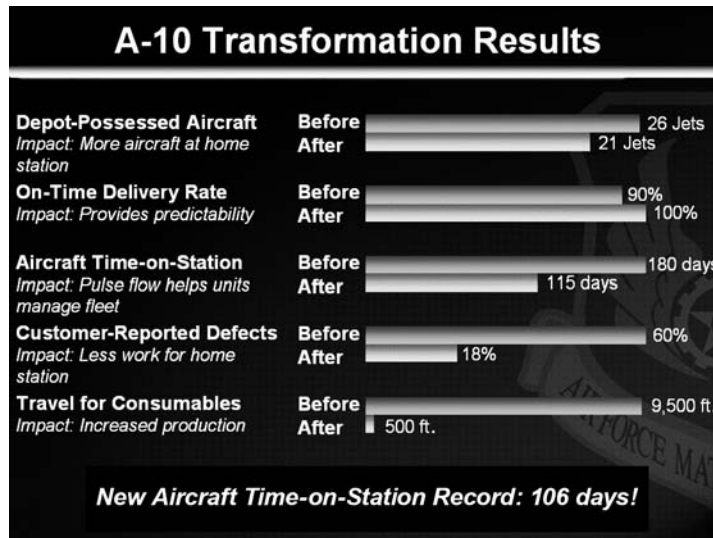 A-10 Transformation Results
Depot-Possessed Aircraft
Impact: More aircraft at home
station
Before
26 Jets
After
21 Jets
On-Time Delivery Rate
Impact: Provides predictability
Before
90%
After
100%
Aircraft Time-on-Station
Impact: Pulse flow helps units
manage fleet
Before
180 days
After
115 days
Customer-Reported Defects
Impact: Less work for home
station
Before
60%
After
18%
Travel for Consumables
Impact: Increased production
Before
9,500 ft.
After
500 ft.
AIR FORCE MAT
New Aircraft Time-on-Station Record: 106 days!